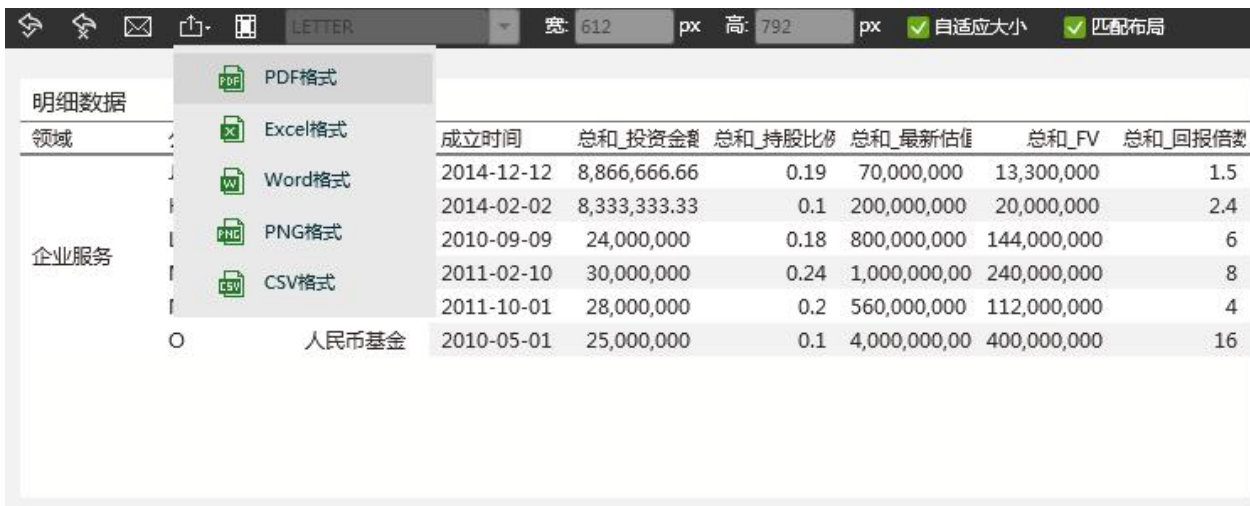 LETTER 宽: 612 px 高: 792 px 自适应大小 匹配布局
PDF格式
Excel格式
Word格式
PNG格式
CSV格式
明细数据
领域 成立时间 总和_投资金额 总和_持股比例 总和_最新估值 总和_FV 总和_回报倍数
企业服务
2014-12-12 8,866,666.66 0.19 70,000,000 13,300,000 1.5
2014-02-02 8,333,333.33 0.1 200,000,000 20,000,000 2.4
2010-09-09 24,000,000 0.18 800,000,000 144,000,000 6
2011-02-10 30,000,000 0.24 1,000,000,00 240,000,000 8
2011-10-01 28,000,000 0.2 560,000,000 112,000,000 4
O 人民币基金 2010-05-01 25,000,000 0.1 4,000,000,00 400,000,000 16